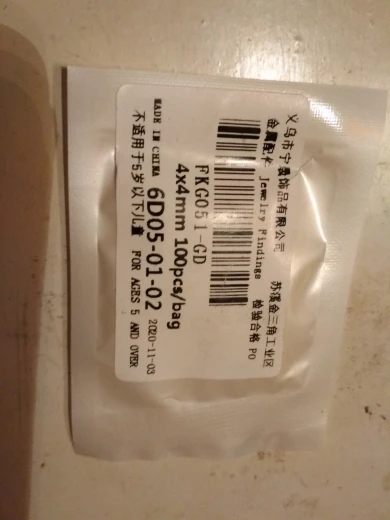 义乌市宁晟饰品有限公司 苏溪金三角工业区
金属配件 Jewelry Findings 检验合格 PO
FKG051-GD
4x4mm 100pcs/bag
MADE IN CHINA 6D05-01-02 2020-11-03
不适用于5岁以下儿童 FOR AGES 5 AND OVER